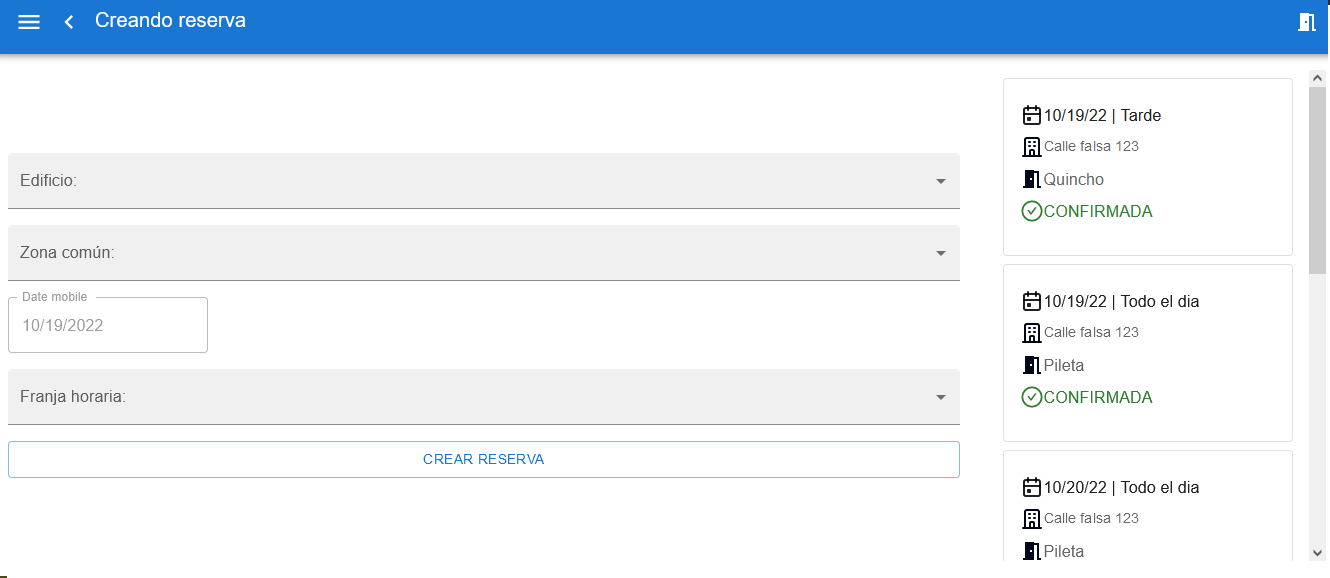 Creando reserva
Edificio:
Zona común:
Date mobile
10/19/2022
Franja horaria:
CREAR RESERVA
10/19/22 | Tarde
Calle falsa 123
Quincho
CONFIRMADA
10/19/22 | Todo el dia
Calle falsa 123
Pileta
CONFIRMADA
10/20/22 | Todo el dia
Calle falsa 123
Pileta